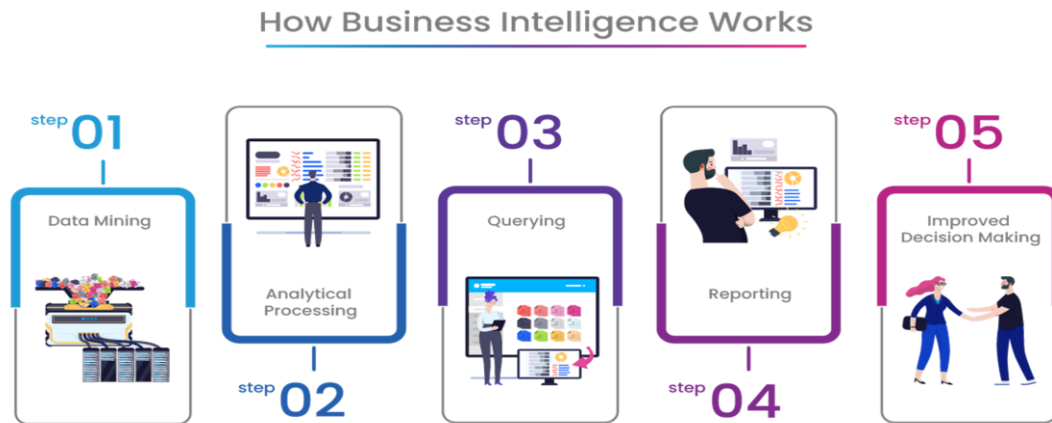 How Business Intelligence Works
step 01
Data Mining
Analytical
Processing
step 02
step 03
Querying
Reporting
step 04
step 05
Improved
Decision Making